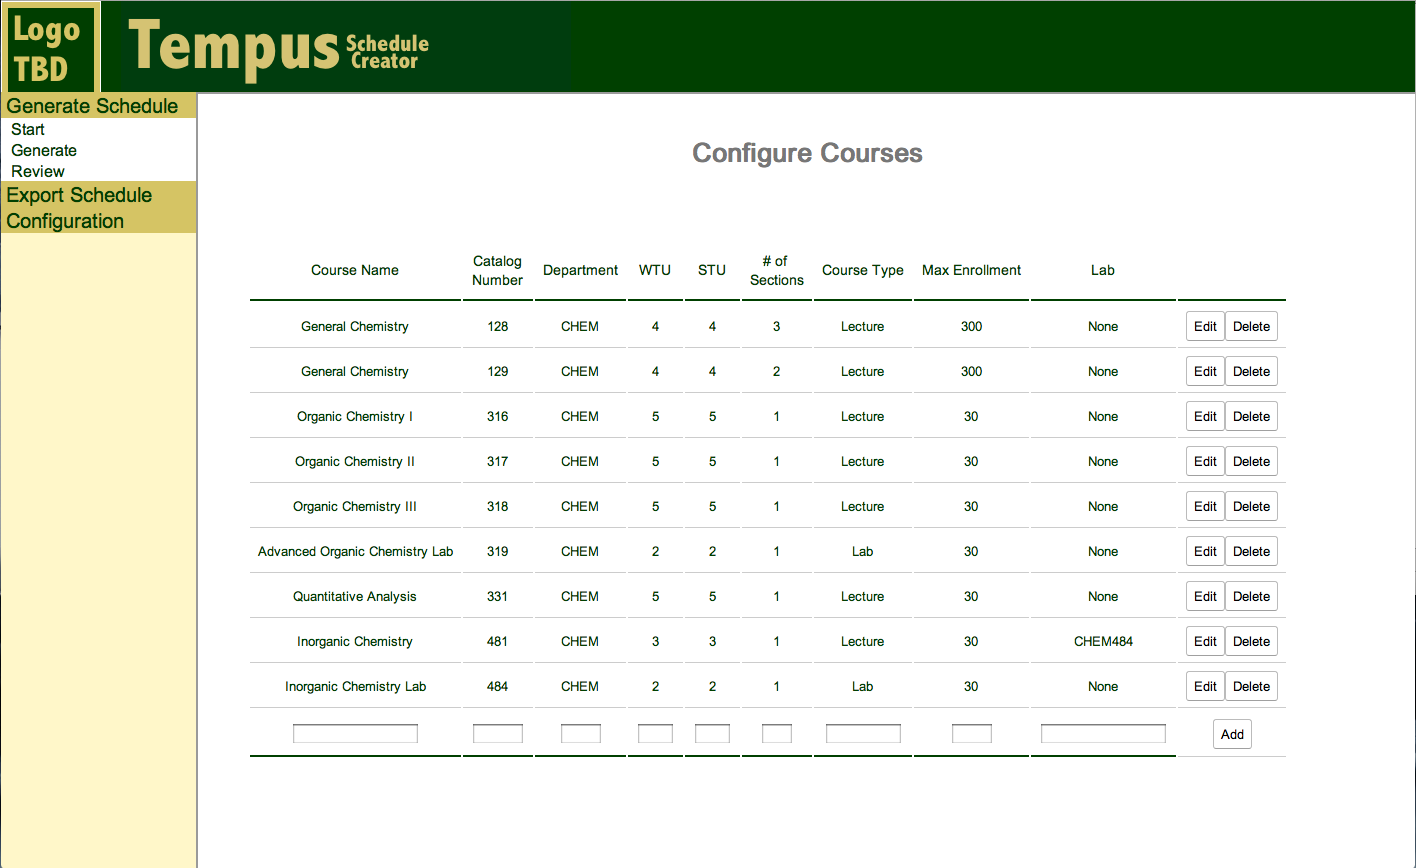 Logo
TBD
Tempus Schedule
Creator
Generate Schedule
Start
Generate
Review
Export Schedule
Configuration
Configure Courses
Course Name Catalog Number Department WTU STU # of Sections Course Type Max Enrollment Lab
General Chemistry 128 CHEM 4 4 3 Lecture 300 None Edit Delete
General Chemistry 129 CHEM 4 4 2 Lecture 300 None Edit Delete
Organic Chemistry I 316 CHEM 5 5 1 Lecture 30 None Edit Delete
Organic Chemistry II 317 CHEM 5 5 1 Lecture 30 None Edit Delete
Organic Chemistry III 318 CHEM 5 5 1 Lecture 30 None Edit Delete
Advanced Organic Chemistry Lab 319 CHEM 2 2 1 Lab 30 None Edit Delete
Quantitative Analysis 331 CHEM 5 5 1 Lecture 30 None Edit Delete
Inorganic Chemistry 481 CHEM 3 3 1 Lecture 30 CHEM484 Edit Delete
Inorganic Chemistry Lab 484 CHEM 2 2 1 Lab 30 None Edit Delete
Add